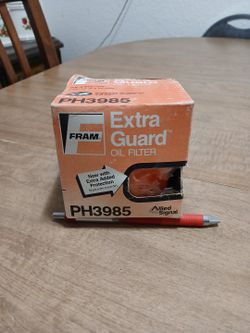 PH3985
FRAM
Extra
Guard
OIL FILTER
Now with
Extra Added
Protection
PH3985
Allied
Signal